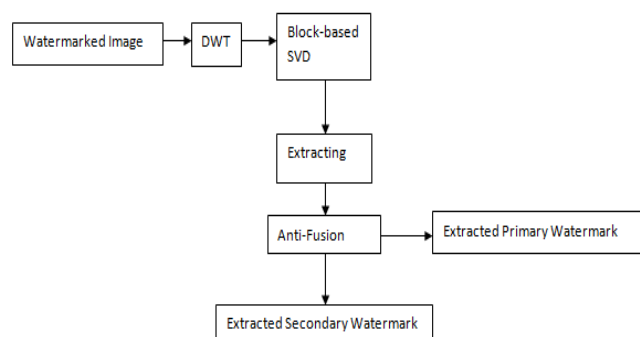 Watermarked Image
DWT
Block-based
SVD
Extracting
Anti-Fusion
Extracted Primary Watermark
Extracted Secondary Watermark